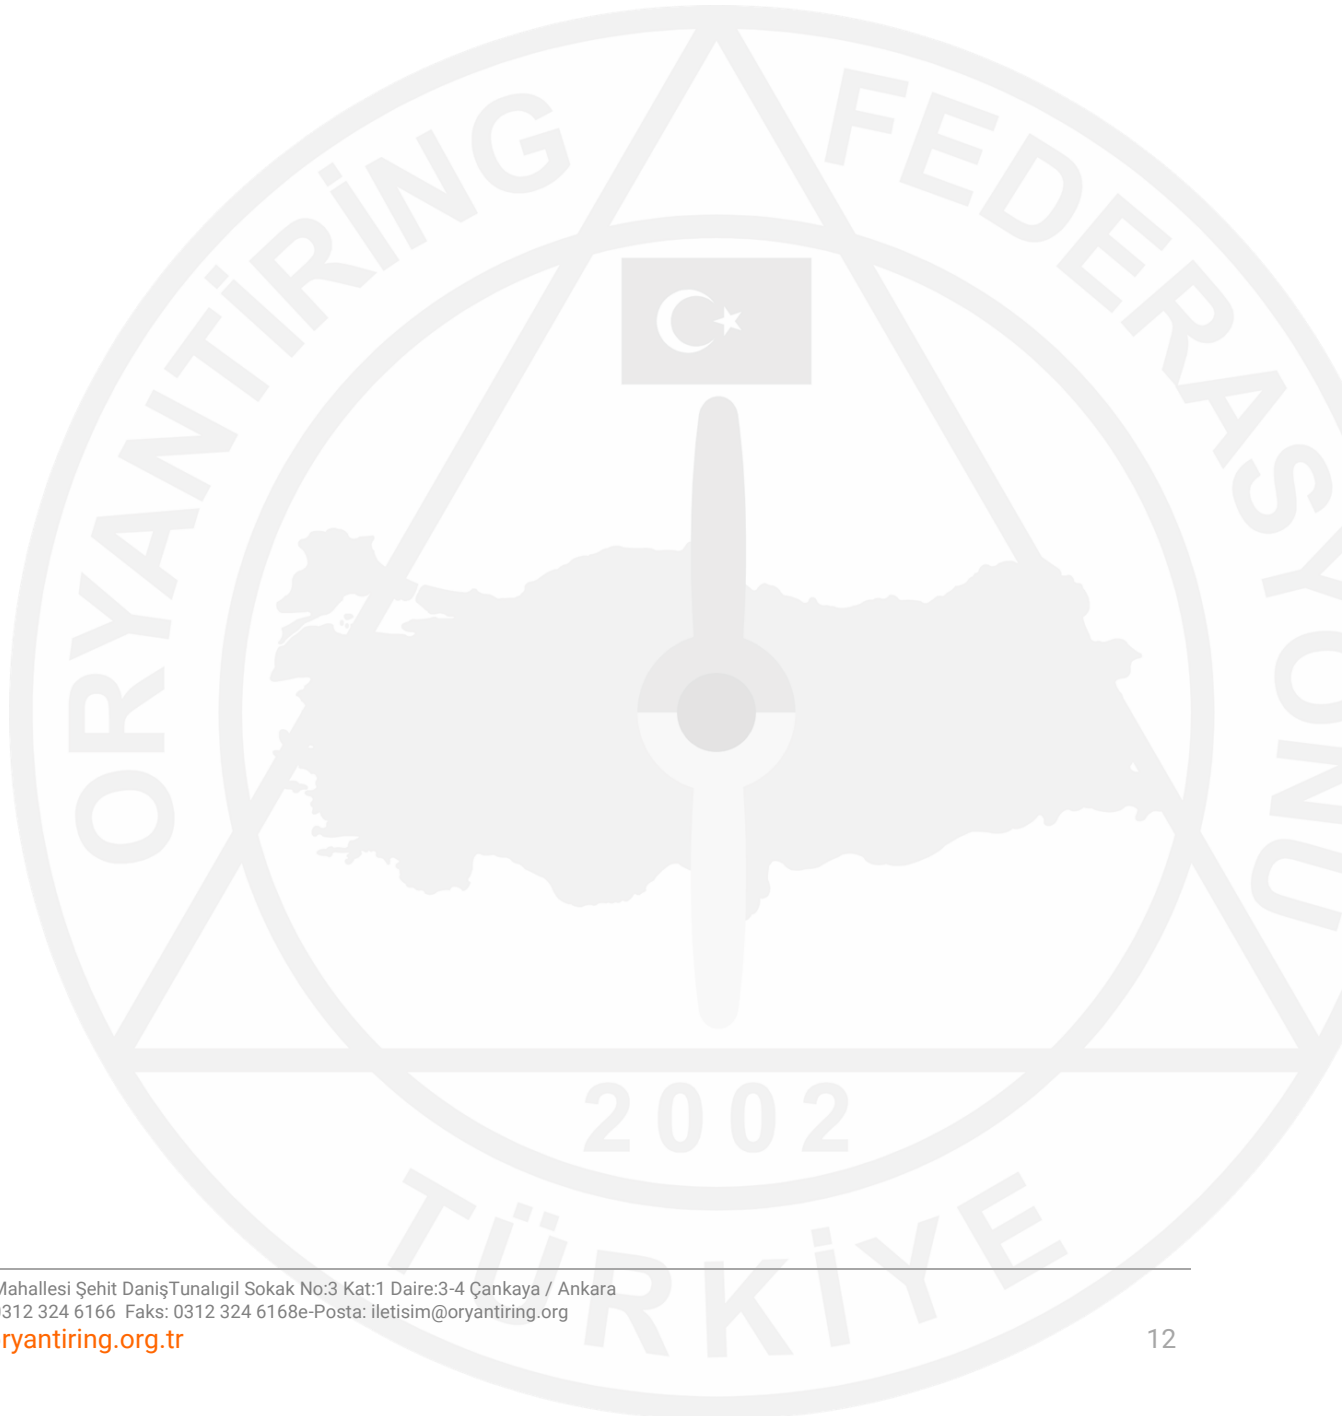 ORYANTİRİNG FEDERASYONU
2002
TÜRKİYE
Mahallesi Şehit DanişTunalıgil Sokak No:3 Kat:1 Daire:3-4 Çankaya / Ankara
0312 324 6166 Faks: 0312 324 6168e-Posta: iletisim@oryantiring.org
ryantiring.org.tr
12